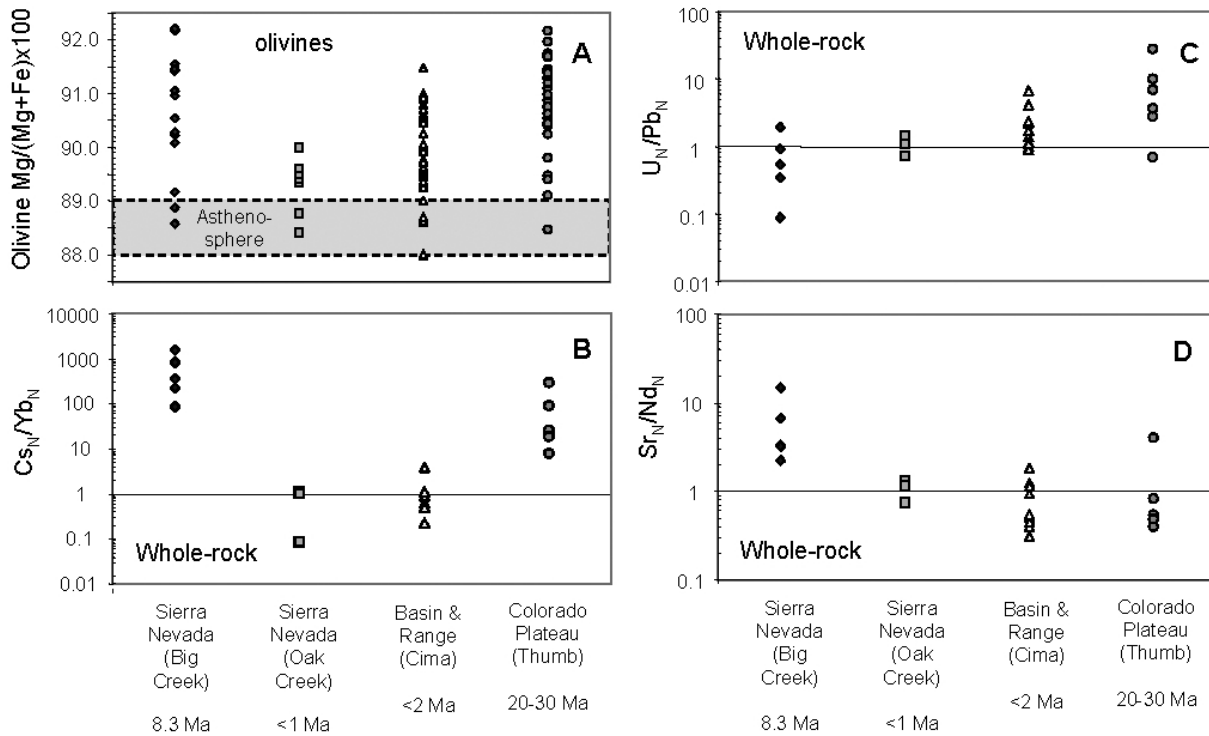 Olivine Mg/(Mg+Fe)x100
92.0
91.0
90.0
89.0
88.0
olivines
A
Astheno-
sphere
Whole-rock
C
U_N/Pb_N
100
10
1
0.1
0.01
Cs_N/Yb_N
10000
1000
100
10
1
0.1
0.01
B
Whole-rock
Sr_N/Nd_N
100
10
1
0.1
D
Whole-rock
Sierra
Nevada
(Big
Creek)
8.3 Ma
Sierra
Nevada
(Oak
Creek)
<1 Ma
Basin &
Range
(Cima)
<2 Ma
Colorado
Plateau
(Thumb)
20-30 Ma
Sierra
Nevada
(Big
Creek)
8.3 Ma
Sierra
Nevada
(Oak
Creek)
<1 Ma
Basin &
Range
(Cima)
<2 Ma
Colorado
Plateau
(Thumb)
20-30 Ma